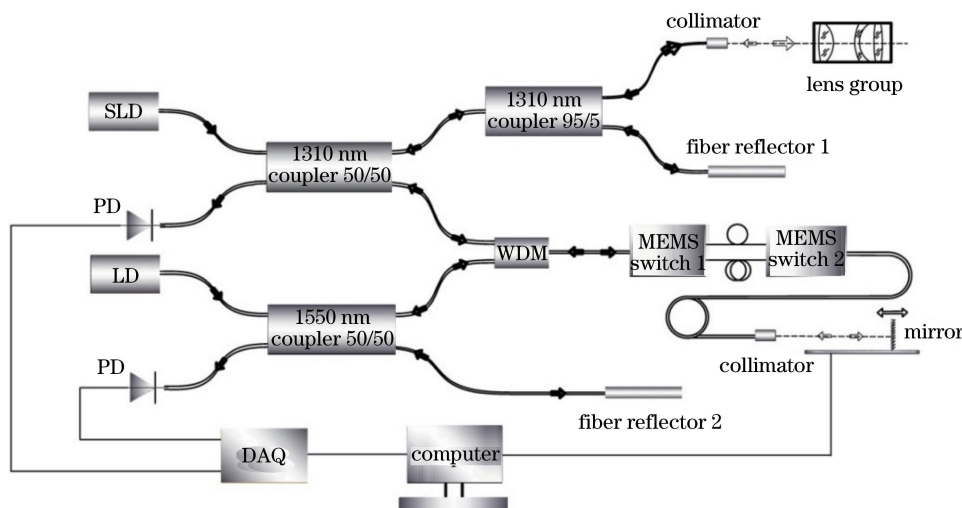 collimator
lens group
SLD
1310 nm
coupler 95/5
1310 nm
coupler 50/50
fiber reflector 1
PD
WDM
MEMS
switch 1
MEMS
switch 2
LD
1550 nm
coupler 50/50
mirror
collimator
PD
fiber reflector 2
DAQ
computer